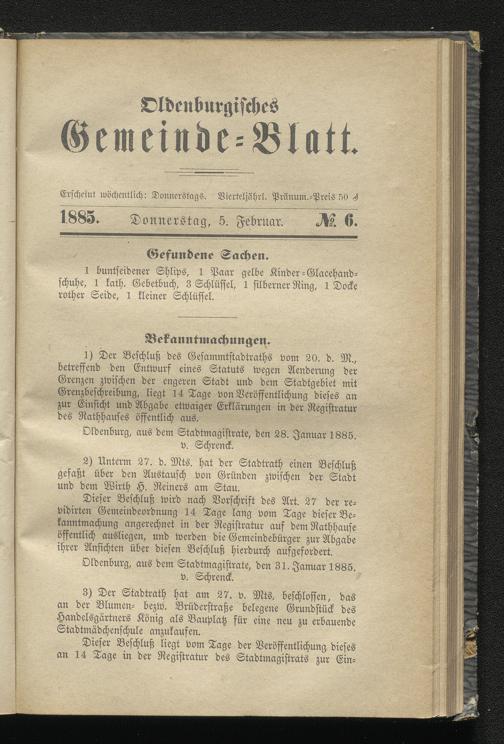 Oldenburgisches
Gemeinde=Blatt.
Erscheint wöchentlich: Donnerstags. Vierteljährl. Pränum.=Preis 50 ₰
1885. Donnerstag, 5. Februar. № 6.
Gefundene Sachen.
1 buntseidener Shlips, 1 Paar gelbe Kinder=Glacehand=
schuhe, 1 kath. Gebetbuch, 3 Schlüssel, 1 silberner Ring, 1 Docke
rother Seide, 1 kleiner Schlüssel.
Bekanntmachungen.
1) Der Beschluß des Gesammtstadtraths vom 20. d. M.,
betreffend den Entwurf eines Statuts wegen Aenderung der
Grenzen zwischen der engeren Stadt und dem Stadtgebiet mit
Grenzbeschreibung, liegt 14 Tage von Veröffentlichung dieses an
zur Einsicht und Abgabe etwaiger Erklärungen in der Registratur
des Rathhauses öffentlich aus.
Oldenburg, aus dem Stadtmagistrate, den 28. Januar 1885.
v. Schrenck.
2) Unterm 27. d. Mts. hat der Stadtrath einen Beschluß
gefaßt über den Austausch von Gründen zwischen der Stadt
und dem Wirth H. Reiners am Stau.
Dieser Beschluß wird nach Vorschrift des Art. 27 der re=
vidirten Gemeindeordnung 14 Tage lang vom Tage dieser Be=
kanntmachung angerechnet in der Registratur auf dem Rathhause
öffentlich ausliegen, und werden die Gemeindebürger zur Abgabe
ihrer Ansichten über diesen Beschluß hierdurch aufgefordert.
Oldenburg, aus dem Stadtmagistrate, den 31. Januar 1885.
v. Schrenck.
3) Der Stadtrath hat am 27. v. Mts. beschlossen, das
an der Blumen= bezw. Brüderstraße belegene Grundstück des
Handelsgärtners König als Bauplatz für eine neu zu erbauende
Stadtmädchenschule anzukaufen.
Dieser Beschluß liegt vom Tage der Veröffentlichung dieses
an 14 Tage in der Registratur des Stadtmagistrats zur Ein=